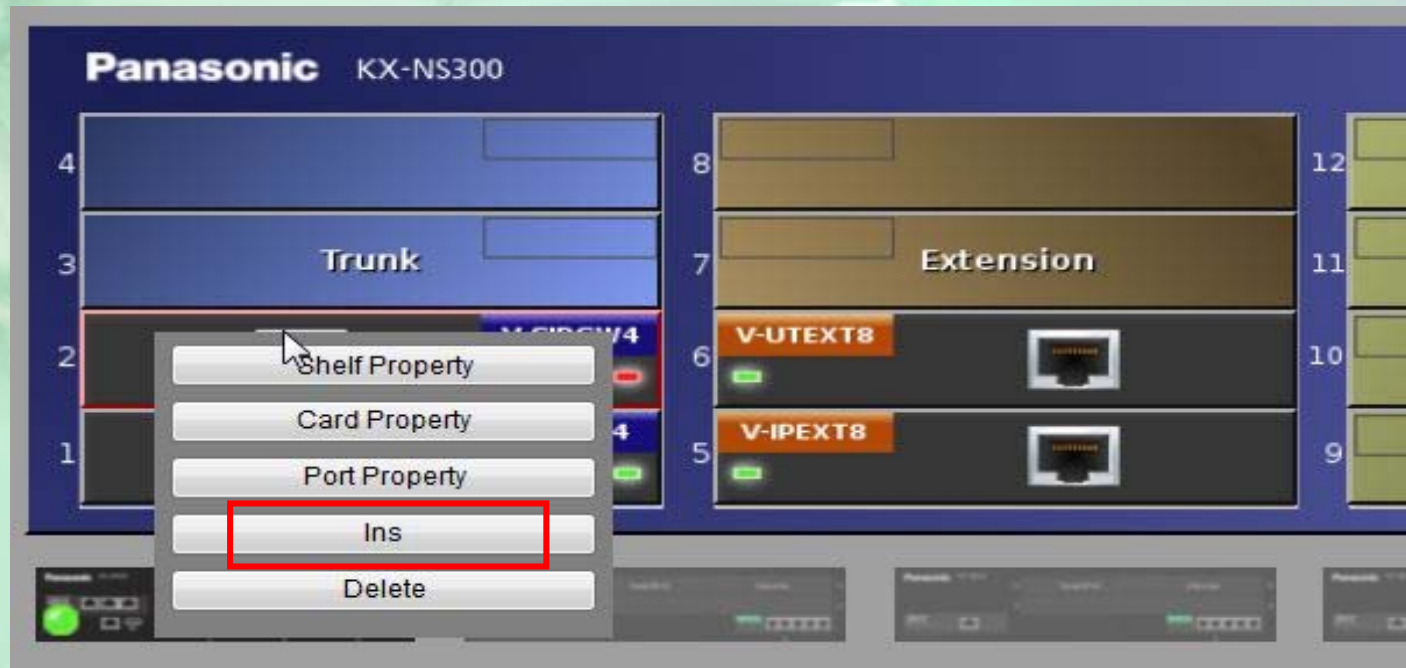 Panasonic KX-NS300
4
8
12
3 Trunk
7 Extension
11
2
6 V-UTEXT8
10
1
4
5 V-IPEXT8
9
Shelf Property
Card Property
Port Property
Ins
Delete